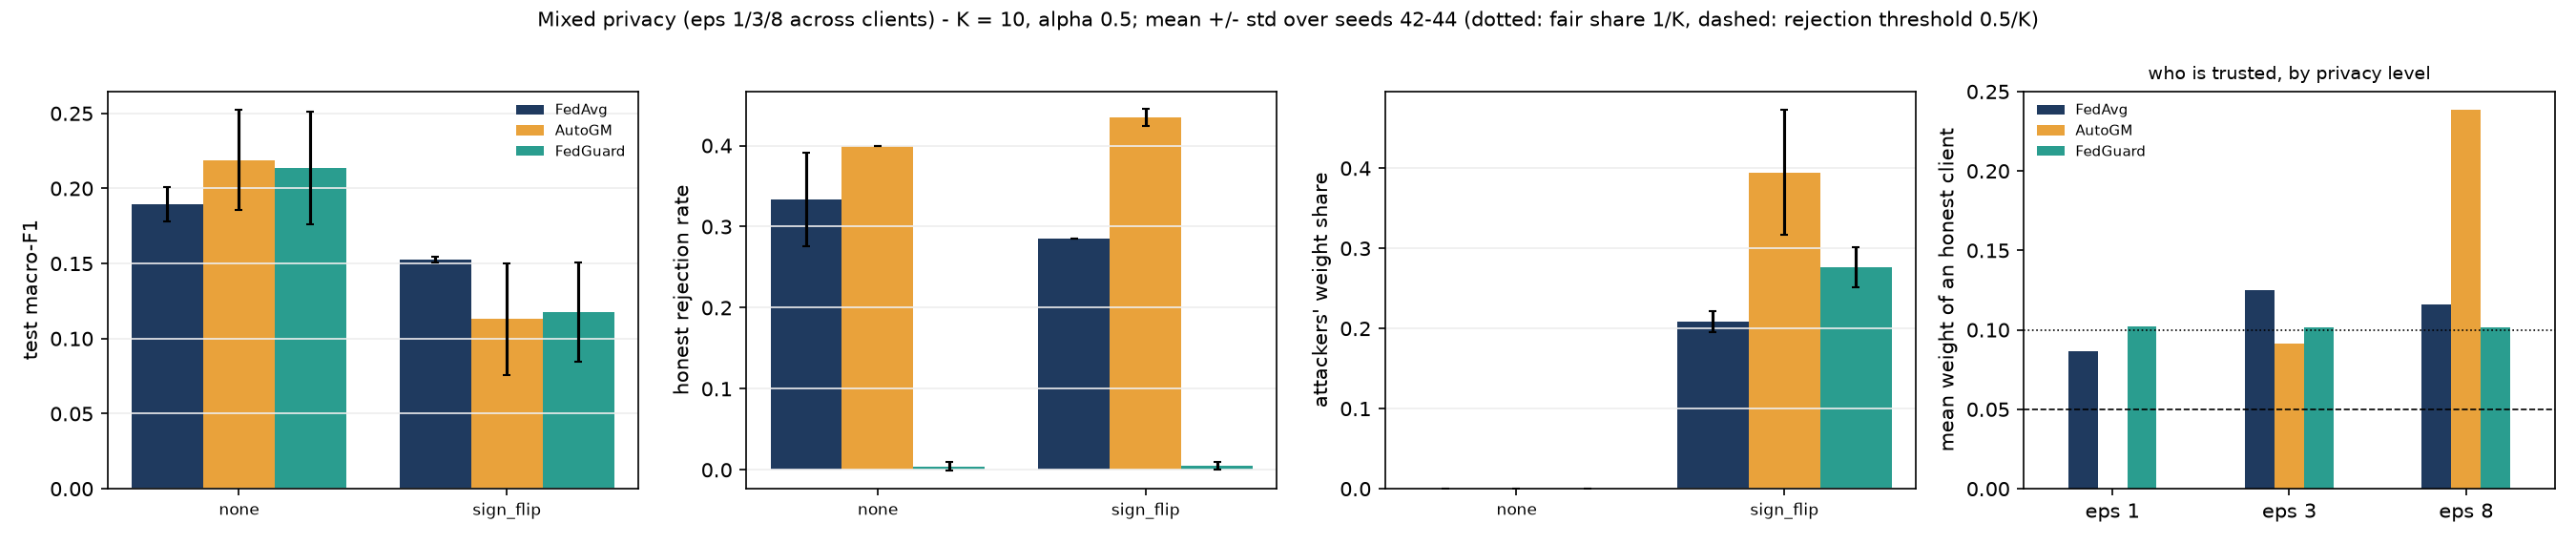 Mixed privacy (eps 1/3/8 across clients) - K = 10, alpha 0.5; mean +/- std over seeds 42-44 (dotted: fair share 1/K, dashed: rejection threshold 0.5/K)
test macro-F1
0.25
0.20
0.15
0.10
0.05
0.00
FedAvg
AutoGM
FedGuard
none
sign_flip
honest rejection rate
0.4
0.3
0.2
0.1
0.0
none
sign_flip
attackers' weight share
0.4
0.3
0.2
0.1
0.0
none
sign_flip
who is trusted, by privacy level
mean weight of an honest client
0.25
0.20
0.15
0.10
0.05
0.00
FedAvg
AutoGM
FedGuard
eps 1
eps 3
eps 8